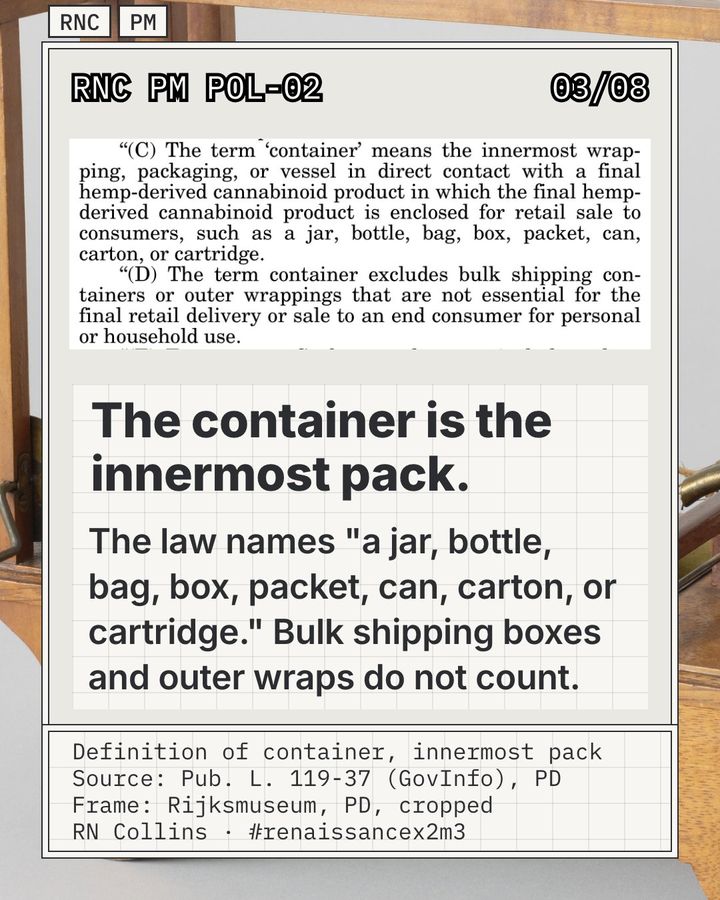 RNC PM
RNC PM POL-02 03/08
“(C) The term ‘container’ means the innermost wrap-
ping, packaging, or vessel in direct contact with a final
hemp-derived cannabinoid product in which the final hemp-
derived cannabinoid product is enclosed for retail sale to
consumers, such as a jar, bottle, bag, box, packet, can,
carton, or cartridge.
“(D) The term container excludes bulk shipping con-
tainers or outer wrappings that are not essential for the
final retail delivery or sale to an end consumer for personal
or household use.
The container is the
innermost pack.
The law names "a jar, bottle,
bag, box, packet, can, carton, or
cartridge." Bulk shipping boxes
and outer wraps do not count.
Definition of container, innermost pack
Source: Pub. L. 119-37 (GovInfo), PD
Frame: Rijksmuseum, PD, cropped
RN Collins · #renaissancex2m3